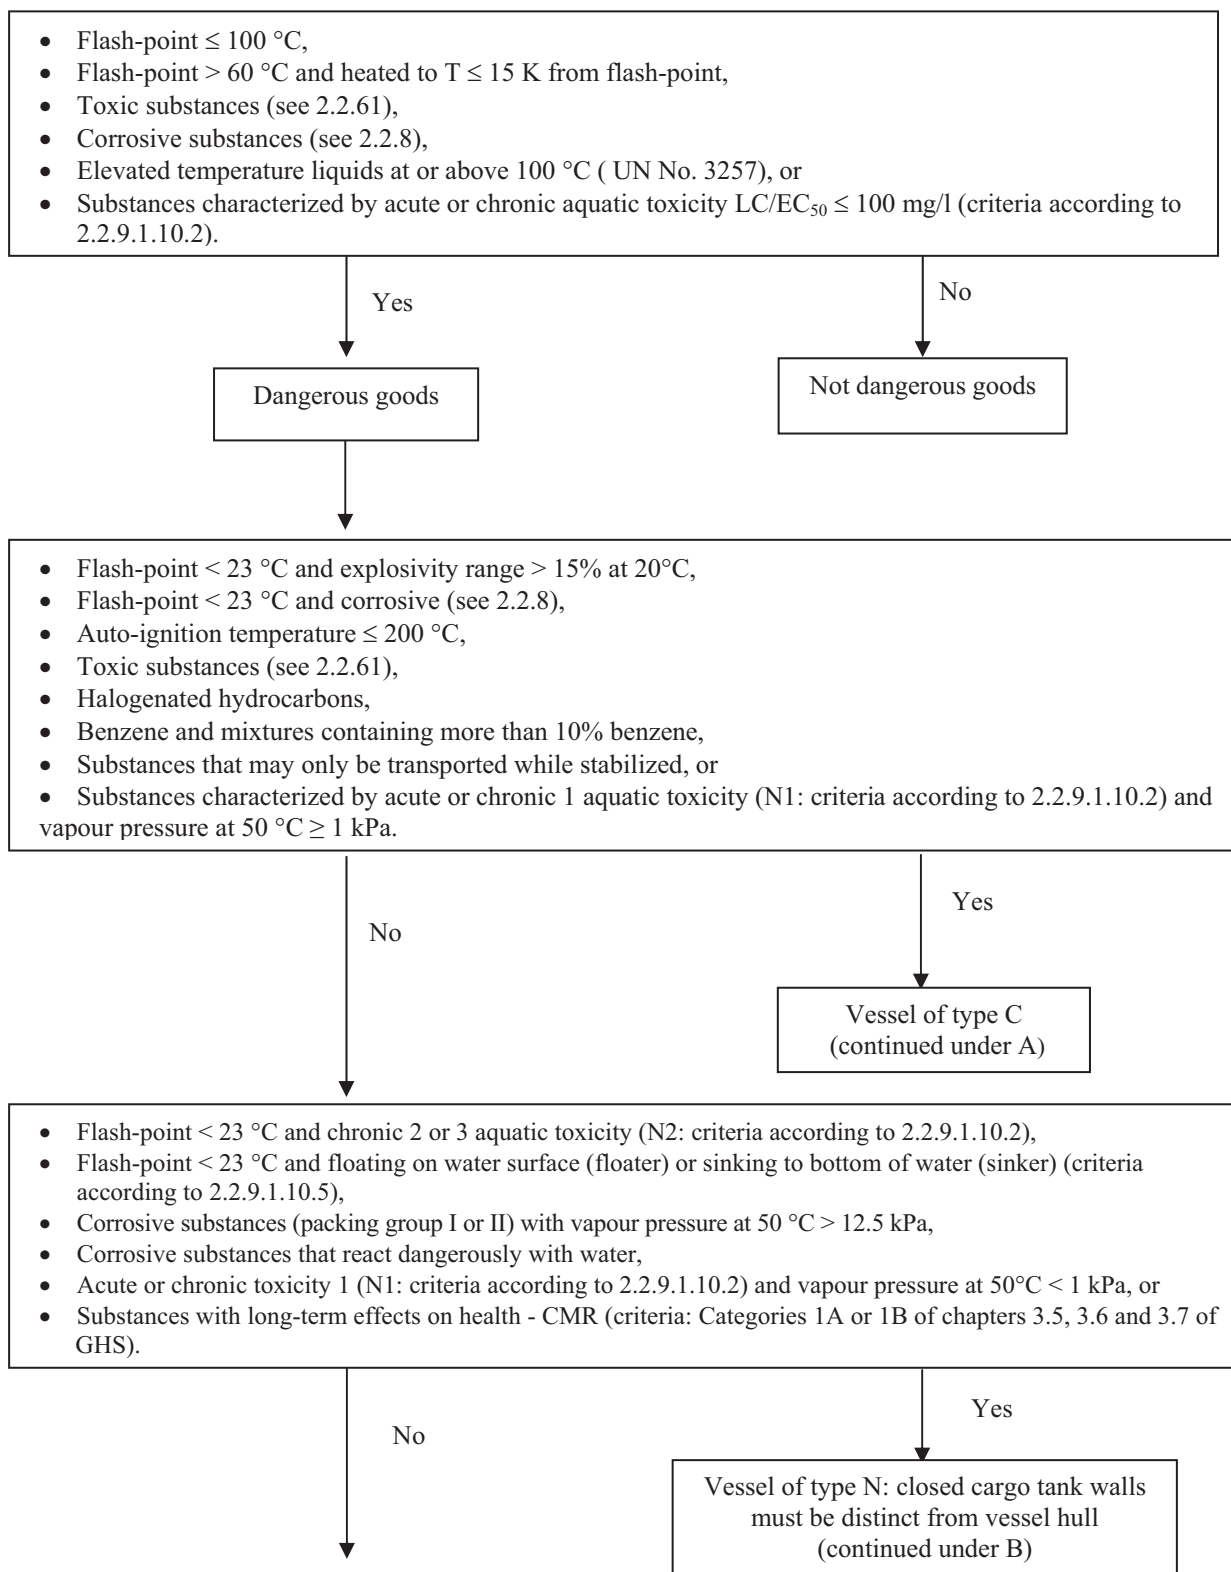 • Flash-point ≤ 100 °C,
• Flash-point > 60 °C and heated to T ≤ 15 K from flash-point,
• Toxic substances (see 2.2.61),
• Corrosive substances (see 2.2.8),
• Elevated temperature liquids at or above 100 °C ( UN No. 3257), or
• Substances characterized by acute or chronic aquatic toxicity LC/EC₅₀ ≤ 100 mg/l (criteria according to
2.2.9.1.10.2).
Yes
No
Dangerous goods
Not dangerous goods
• Flash-point < 23 °C and explosivity range > 15% at 20°C,
• Flash-point < 23 °C and corrosive (see 2.2.8),
• Auto-ignition temperature ≤ 200 °C,
• Toxic substances (see 2.2.61),
• Halogenated hydrocarbons,
• Benzene and mixtures containing more than 10% benzene,
• Substances that may only be transported while stabilized, or
• Substances characterized by acute or chronic 1 aquatic toxicity (N1: criteria according to 2.2.9.1.10.2) and
vapour pressure at 50 °C ≥ 1 kPa.
No
Yes
Vessel of type C
(continued under A)
• Flash-point < 23 °C and chronic 2 or 3 aquatic toxicity (N2: criteria according to 2.2.9.1.10.2),
• Flash-point < 23 °C and floating on water surface (floater) or sinking to bottom of water (sinker) (criteria
according to 2.2.9.1.10.5),
• Corrosive substances (packing group I or II) with vapour pressure at 50 °C > 12.5 kPa,
• Corrosive substances that react dangerously with water,
• Acute or chronic toxicity 1 (N1: criteria according to 2.2.9.1.10.2) and vapour pressure at 50°C < 1 kPa, or
• Substances with long-term effects on health - CMR (criteria: Categories 1A or 1B of chapters 3.5, 3.6 and 3.7 of
GHS).
No
Yes
Vessel of type N: closed cargo tank walls
must be distinct from vessel hull
(continued under B)